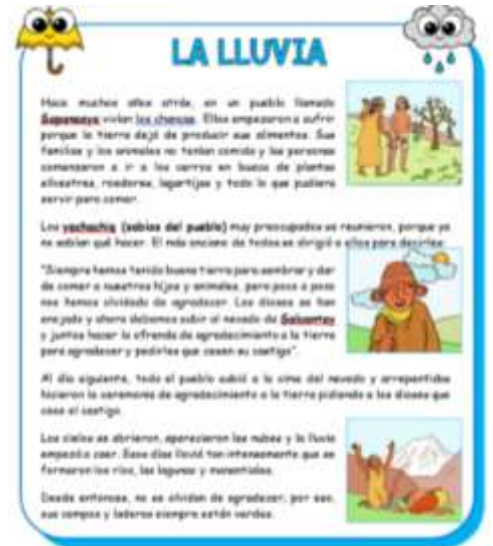 LA LLUVIA
Hace muchos años atrás, en un pueblo llamado
vivían los chancas. Ellos empezaron a sufrir
porque la tierra dejó de producir sus alimentos. Sus
familias y los animales no tenían comida y las personas
comenzaron a ir a los cerros en busca de plantas
silvestres, roedores, lagartijas y todo lo que pudiera
servir para comer.
Los yachachiq (sabios del pueblo) muy preocupados se reunieron, porque ya
no sabían qué hacer. El más anciano de todos se dirigió a ellos para decirles:
"Siempre hemos tenido buena tierra para sembrar y dar
de comer a nuestros hijos y animales, pero poco a poco
nos hemos olvidado de agradecer. Los dioses se han
enojado y ahora debemos subir al nevado de Salcantay
y juntos hacer la ofrenda de agradecimiento a la tierra
para agradecer y pedirles que cesen su castigo".
Al día siguiente, todo el pueblo subió a la cima del nevado y arrepentidos
hicieron la ceremonia de agradecimiento a la tierra pidiendo a los dioses que
cese el castigo.
Los cielos se abrieron, aparecieron las nubes y la lluvia
empezó a caer. Esos días llovió tan intensamente que se
formaron los ríos, las lagunas y manantiales.
Desde entonces, no se olvidan de agradecer, por eso,
sus campos y laderas siempre están verdes.